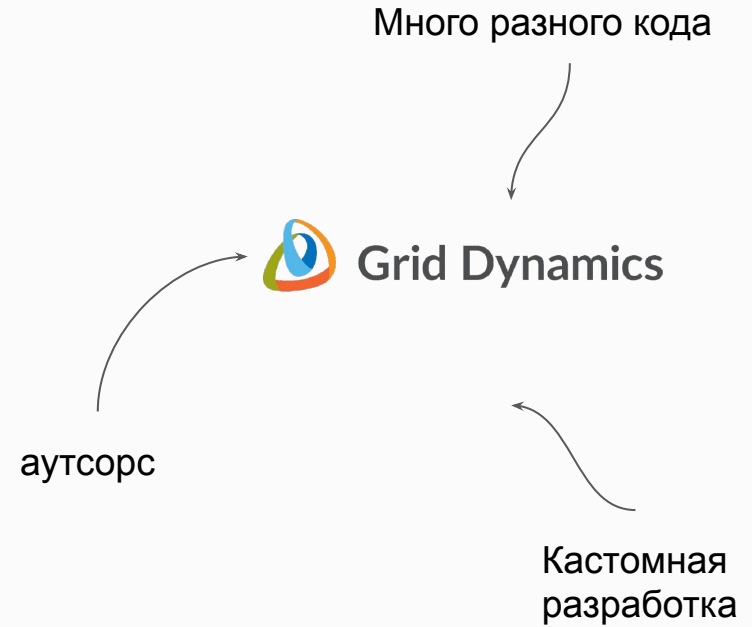 Много разного кода
Grid Dynamics
аутсорс
Кастомная
разработка